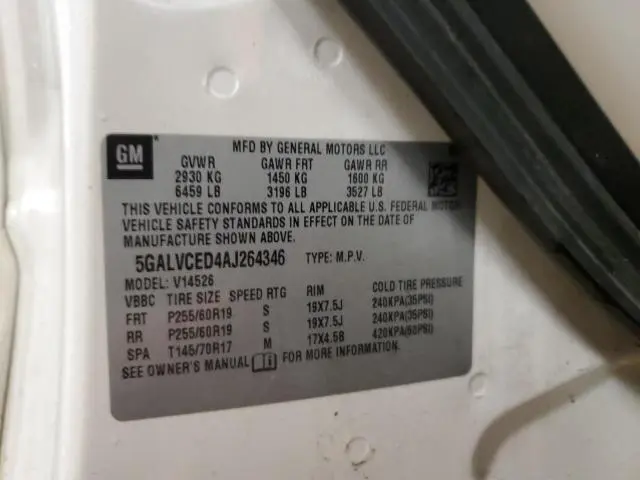 GM
MFD BY GENERAL MOTORS LLC
GVWR GAWR FRT GAWR RR
2930 KG 1450 KG 1600 KG
6459 LB 3196 LB 3527 LB
THIS VEHICLE CONFORMS TO ALL APPLICABLE U.S. FEDERAL MOTOR
VEHICLE SAFETY STANDARDS IN EFFECT ON THE DATE OF
MANUFACTURE SHOWN ABOVE.
5GALVCED4AJ264346 TYPE: M.P.V.
MODEL: V14526
VBBC TIRE SIZE SPEED RTG RIM COLD TIRE PRESSURE
FRT P255/60R19 S 19X7.5J 240KPA(35PSI)
RR P255/60R19 S 19X7.5J 240KPA(35PSI)
SPA T145/70R17 M 17X4.5B 420KPA(60PSI)
SEE OWNER'S MANUAL FOR MORE INFORMATION.